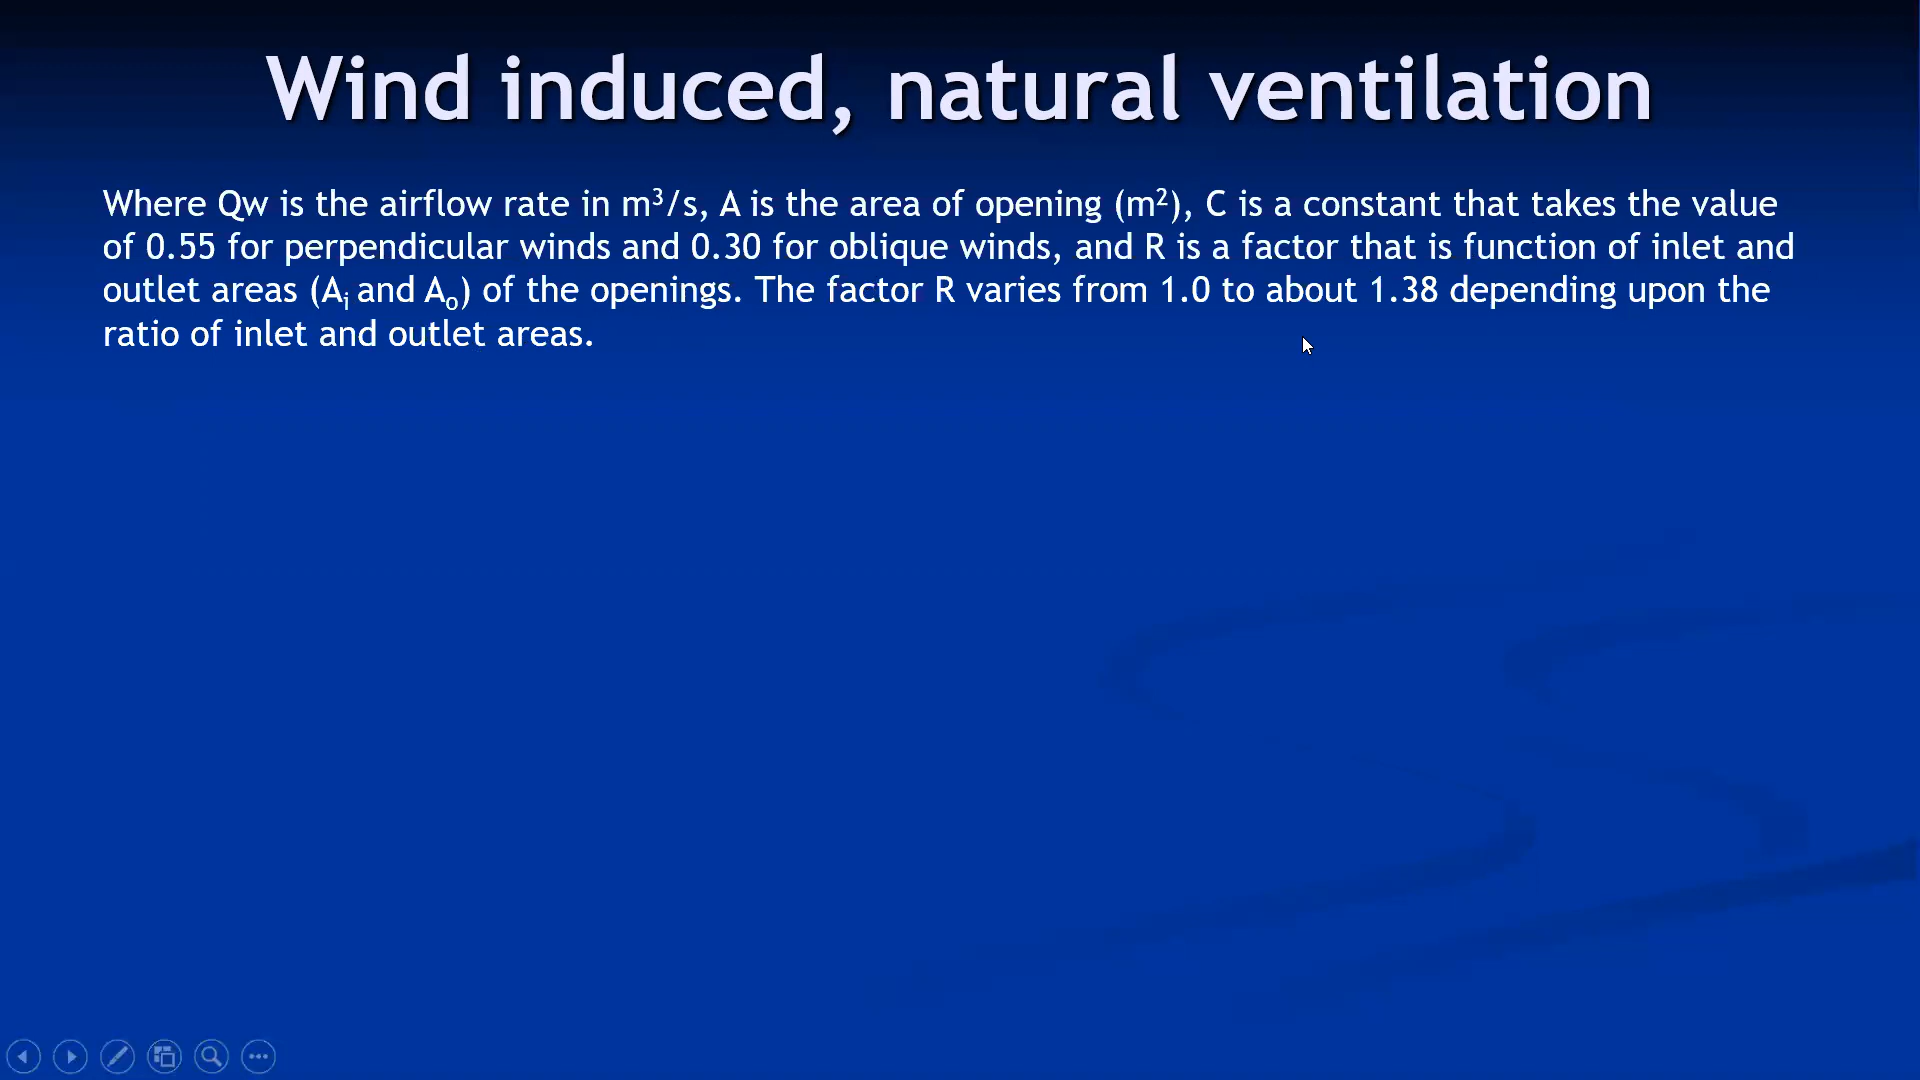 Wind induced, natural ventilation
Where Qw is the airflow rate in m³/s, A is the area of opening (m²), C is a constant that takes the value
of 0.55 for perpendicular winds and 0.30 for oblique winds, and R is a factor that is function of inlet and
outlet areas (Aᵢ and Aₒ) of the openings. The factor R varies from 1.0 to about 1.38 depending upon the
ratio of inlet and outlet areas.